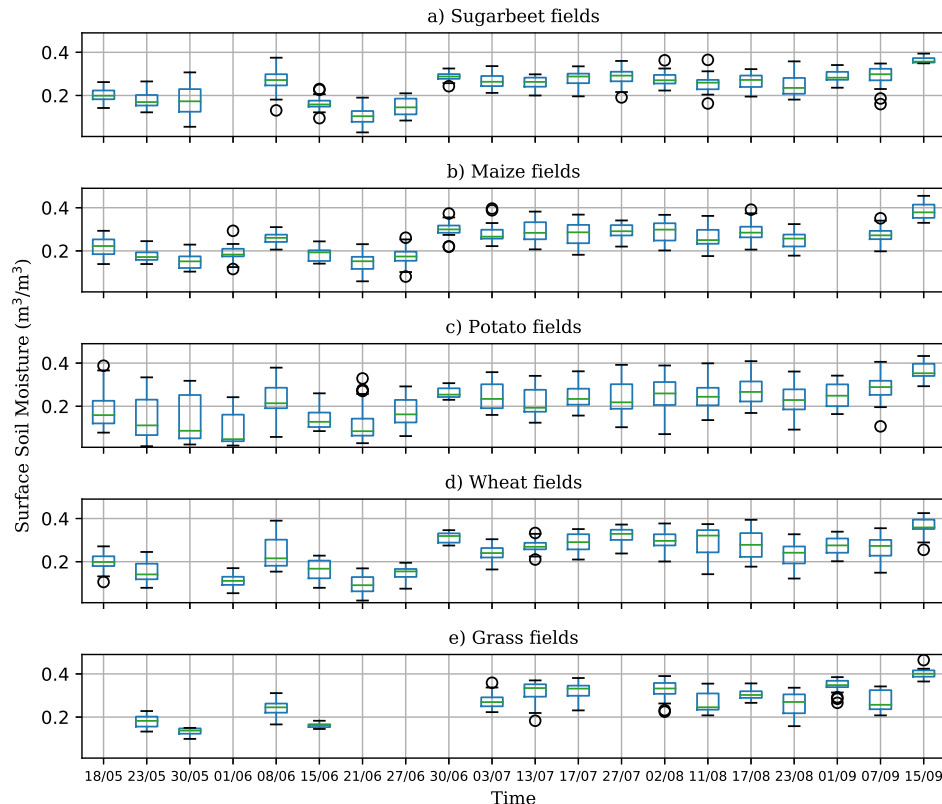 a) Sugarbeet fields
0.4
0.2
b) Maize fields
0.4
0.2
c) Potato fields
0.4
0.2
d) Wheat fields
0.4
0.2
e) Grass fields
0.4
0.2
Surface Soil Moisture (m³/m³)
18/05 23/05 30/05 01/06 08/06 15/06 21/06 27/06 30/06 03/07 13/07 17/07 27/07 02/08 11/08 17/08 23/08 01/09 07/09 15/09
Time